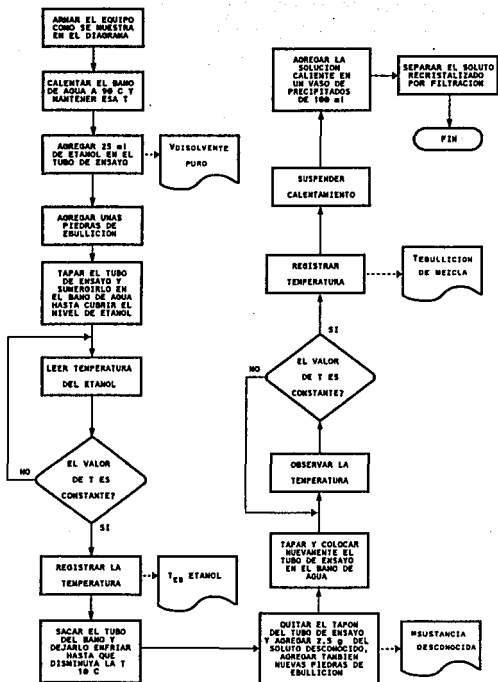 ARMAR EL EQUIPO
COMO SE MUESTRA
EN EL DIAGRAMA
CALENTAR EL BANO
DE AGUA A 90 C Y
MANTENER ESA T
AGREGAR 25 ml
DE ETANOL EN EL
TUBO DE ENSAYO
VDISOLVENTE
PURO
AGREGAR UNAS
PIEDRAS DE
EBULLICION
TAPAR EL TUBO
DE ENSAYO Y
SUMERGIRLO EN
EL BANO DE AGUA
HASTA CUBRIR EL
NIVEL DE ETANOL
LEER TEMPERATURA
DEL ETANOL
EL VALOR
DE T ES
CONSTANTE?
NO
SI
REGISTRAR LA
TEMPERATURA
TEB ETANOL
SACAR EL TUBO
DEL BANO Y
DEJARLO ENFRIAR
HASTA QUE
DISMINUYA LA T
10 C
QUITAR EL TAPON
DEL TUBO DE ENSAYO
Y AGREGAR 2.5 g DEL
SOLUTO DESCONOCIDO,
AGREGAR TAMBIEN
NUEVAS PIEDRAS DE
EBULLICION
MSUSTANCIA
DESCONOCIDA
TAPAR Y COLOCAR
NUEVAMENTE EL
TUBO DE ENSAYO
EN EL BANO DE
AGUA
OBSERVAR LA
TEMPERATURA
EL VALOR
DE T ES
CONSTANTE?
NO
SI
REGISTRAR
TEMPERATURA
TEBULLICION
DE MEZCLA
SUSPENDER
CALENTAMIENTO
AGREGAR LA
SOLUCION
CALIENTE EN
UN VASO DE
PRECIPITADOS
DE 100 ml
SEPARAR EL SOLUTO
RECRISTALIZADO
POR FILTRACION
FIN